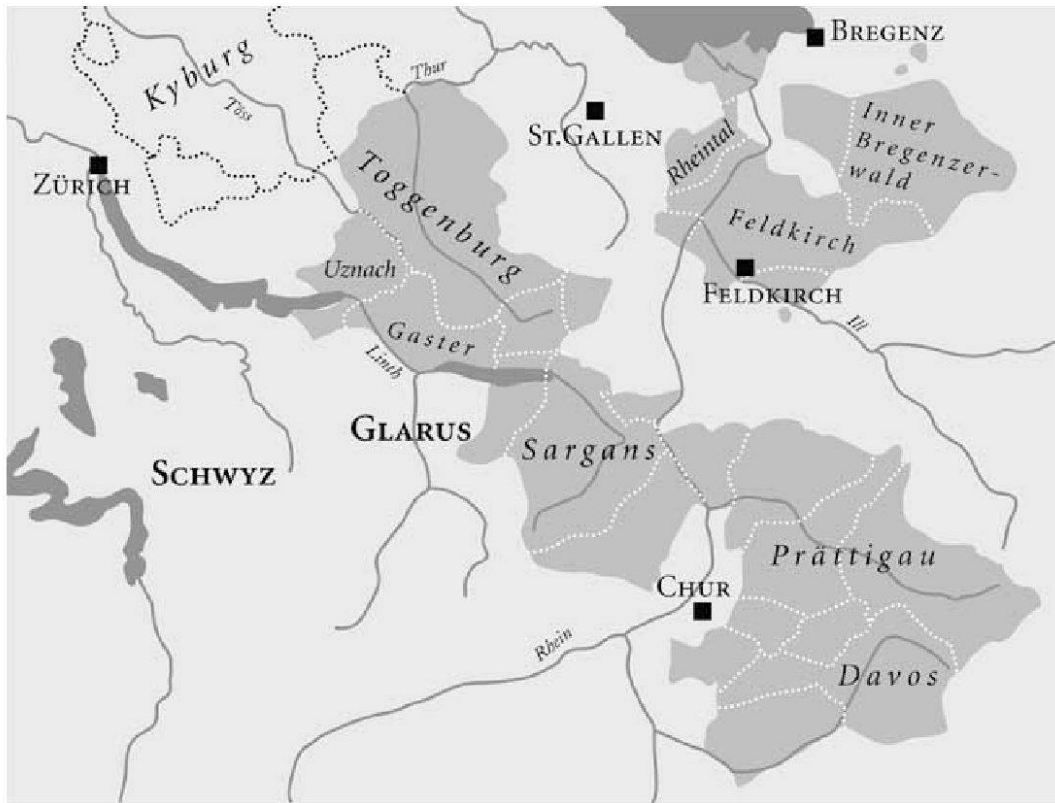 BREGENZ
Kyburg
Thur
Töss
ST.GALLEN
Inner
Bregenzer-
wald
Rheintal
ZÜRICH
Toggenburg
Feldkirch
Uznach
FELDKIRCH
Gaster
Ill
Linth
GLARUS
Sargans
SCHWYZ
Prättigau
CHUR
Rhein
Davos